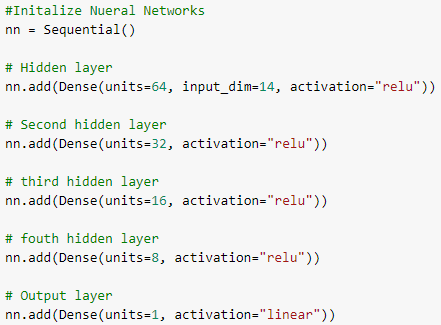 #Initalize Nueral Networks
nn = Sequential()
# Hidden layer
nn.add(Dense(units=64, input_dim=14, activation="relu"))
# Second hidden layer
nn.add(Dense(units=32, activation="relu"))
# third hidden layer
nn.add(Dense(units=16, activation="relu"))
# fouth hidden layer
nn.add(Dense(units=8, activation="relu"))
# Output layer
nn.add(Dense(units=1, activation="linear"))